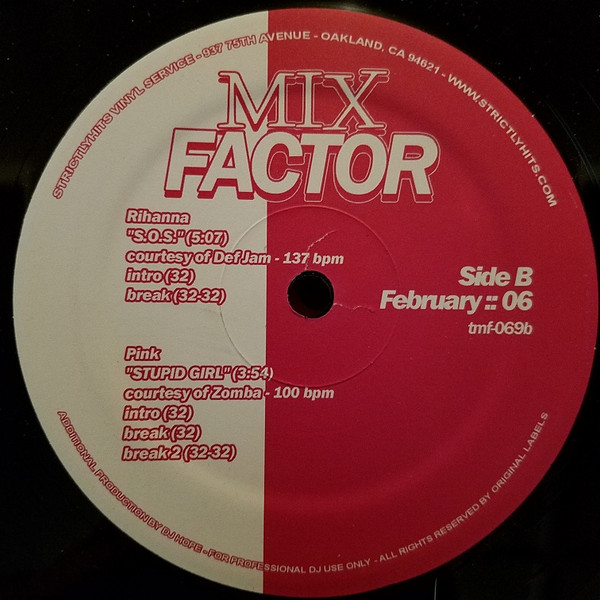 STRICTLYHITS VINYL SERVICE - 937 75TH AVENUE - OAKLAND, CA 94621 - WWW.STRICTLYHITS.COM
MIX
FACTOR
Rihanna
"S.O.S." (5:07)
courtesy of Def Jam - 137 bpm
intro (32)
break (32-32)
Side B
February :: 06
tmf-069b
Pink
"STUPID GIRL" (3:54)
courtesy of Zomba - 100 bpm
intro (32)
break (32)
break 2 (32-32)
ADDITIONAL PRODUCTION BY DJ HOPE - FOR PROFESSIONAL DJ USE ONLY - ALL RIGHTS RESERVED BY ORIGINAL LABELS